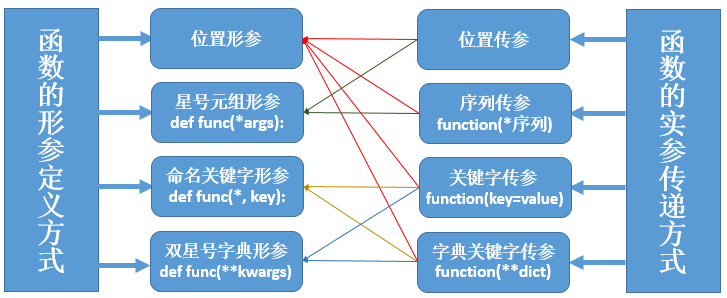 函数的形参定义方式
位置形参
星号元组形参
def func(*args):
命名关键字形参
def func(*, key):
双星号字典形参
def func(**kwargs)
位置传参
序列传参
function(*序列)
关键字传参
function(key=value)
字典关键字传参
function(**dict)
函数的实参传递方式